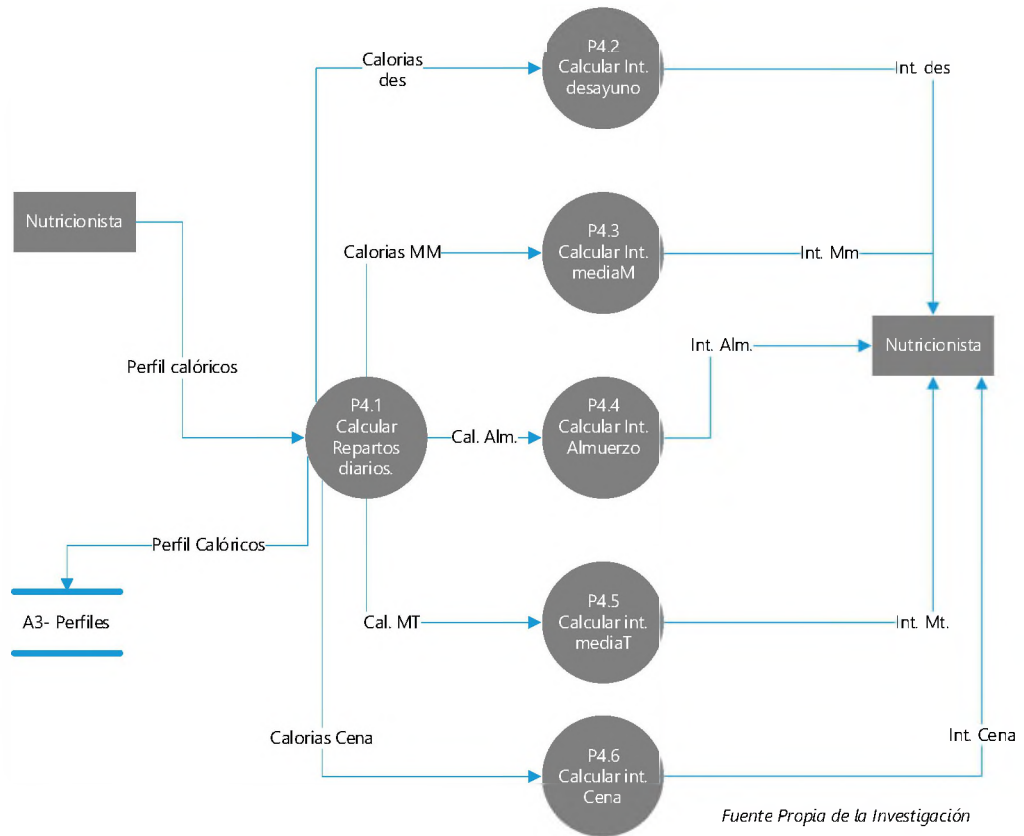 Calorias
des
P4.2
Calcular Int.
desayuno
Int. des
Nutricionista
Calorias MM
P4.3
Calcular Int.
mediaM
Int. Mm
Perfil calóricos
Int. Alm.
Nutricionista
P4.1
Calcular
Repartos
diarios.
Cal. Alm.
P4.4
Calcular Int.
Almuerzo
Perfil Calóricos
A3- Perfiles
Cal. MT
P4.5
Calcular int.
mediaT
Int. Mt.
Calorias Cena
P4.6
Calcular int.
Cena
Int. Cena
Fuente Propia de la Investigación